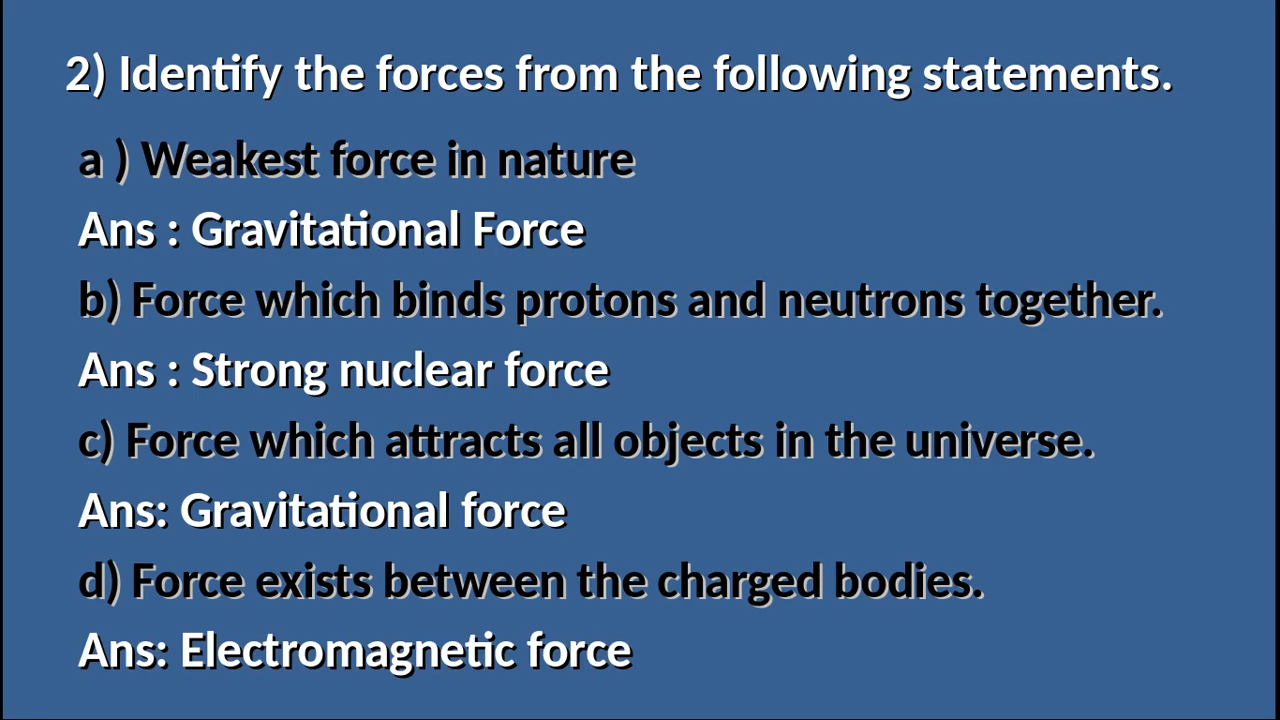 2) Identify the forces from the following statements.
a ) Weakest force in nature
Ans : Gravitational Force
b) Force which binds protons and neutrons together.
Ans : Strong nuclear force
c) Force which attracts all objects in the universe.
Ans: Gravitational force
d) Force exists between the charged bodies.
Ans: Electromagnetic force